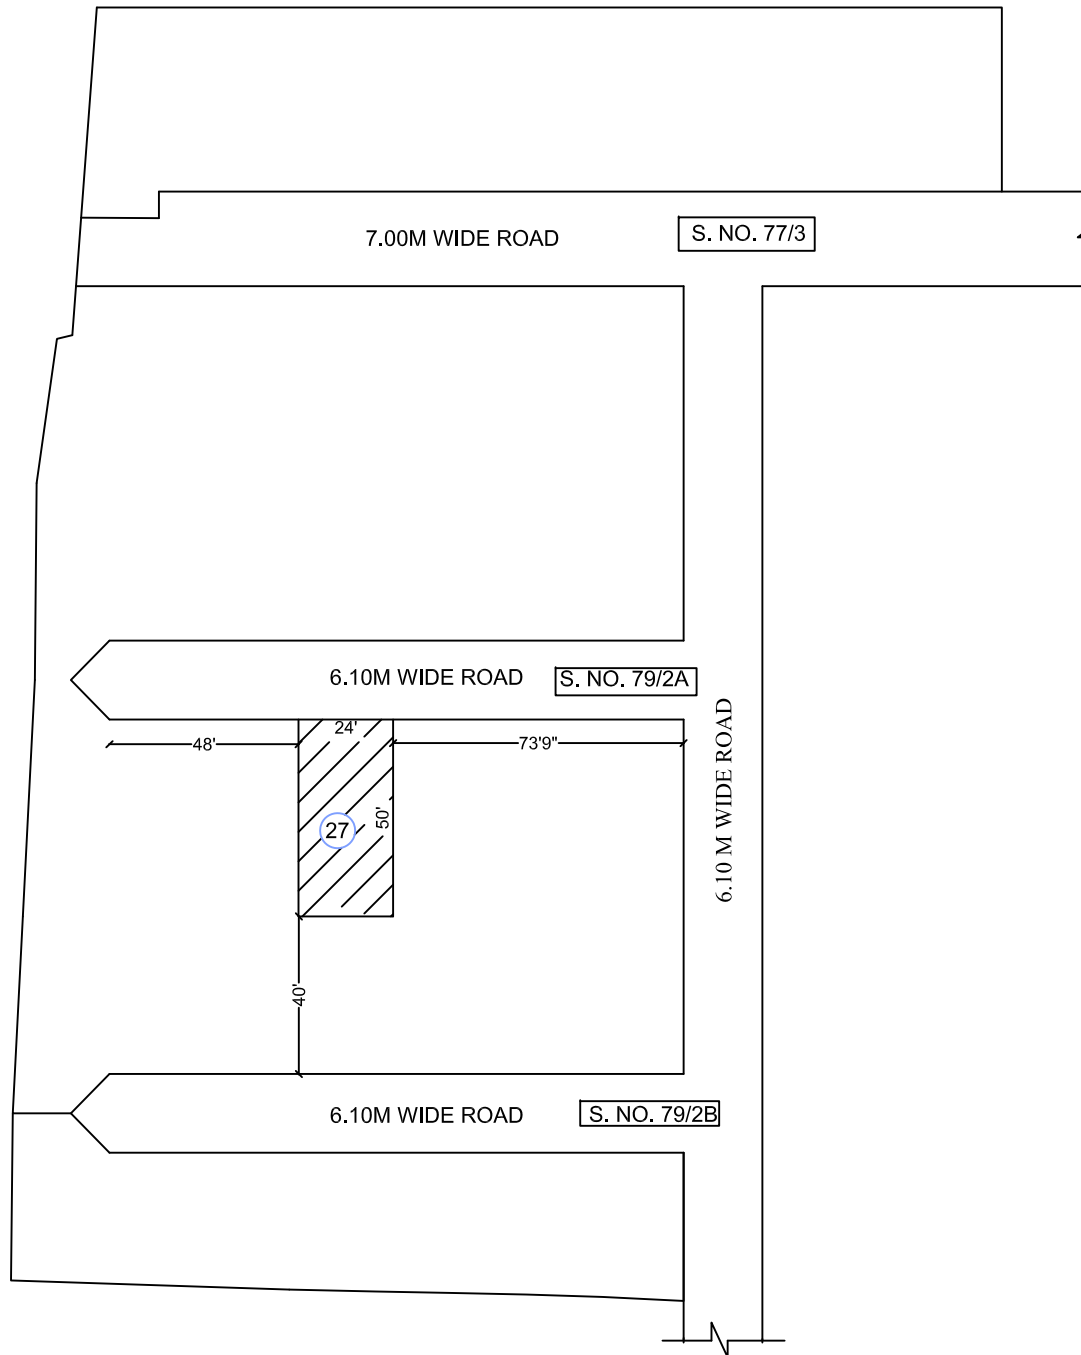 7.00M WIDE ROAD
S. NO. 77/3
6.10M WIDE ROAD
S. NO. 79/2A
24'
48'
73'9"
6.10 M WIDE ROAD
50'
27
40'
6.10M WIDE ROAD
S. NO. 79/2B